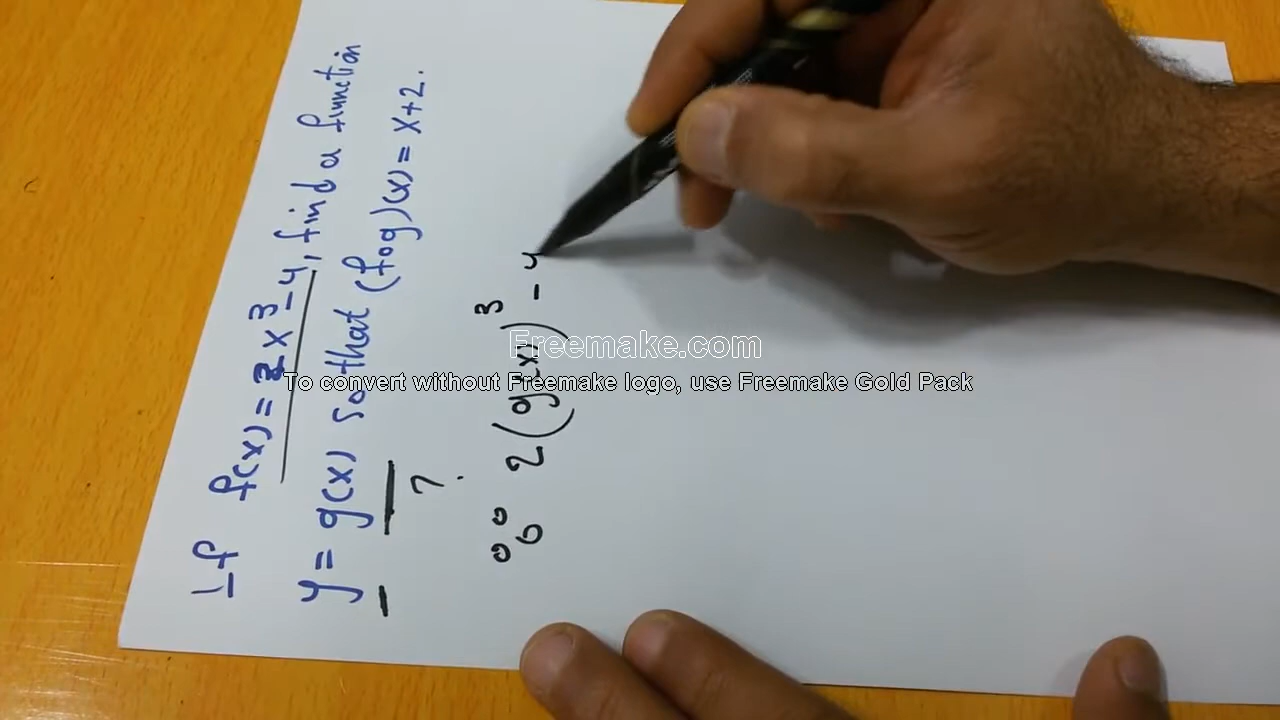 If f(x) = 2x³-4, find a function
y = g(x) so that (fog)(x) = x+2.
?
∴ 2(g(x))³ - 4
Freemake.com
To convert without Freemake logo, use Freemake Gold Pack